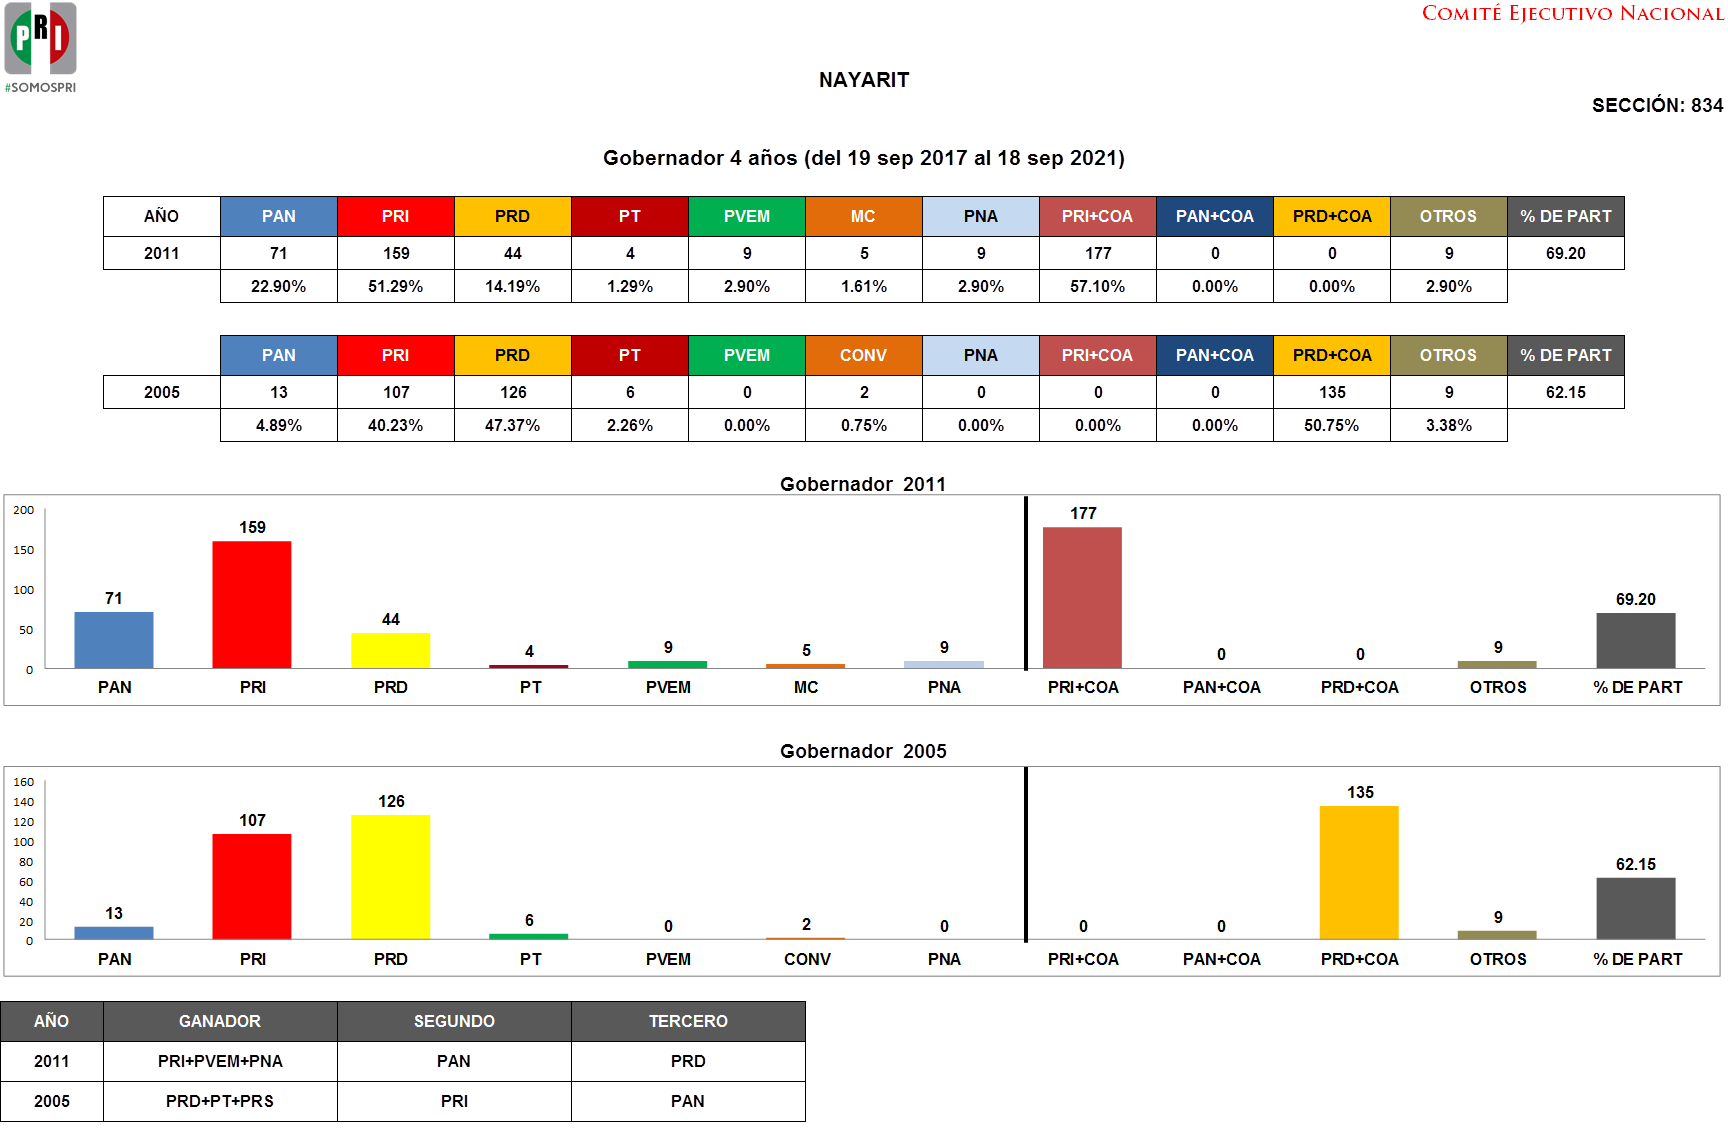 PRI
#SOMOSPRI
COMITÉ EJECUTIVO NACIONAL
NAYARIT
SECCIÓN: 834
Gobernador 4 años (del 19 sep 2017 al 18 sep 2021)
AÑO PAN PRI PRD PT PVEM MC PNA PRI+COA PAN+COA PRD+COA OTROS % DE PART
2011 71 159 44 4 9 5 9 177 0 0 9 69.20
22.90% 51.29% 14.19% 1.29% 2.90% 1.61% 2.90% 57.10% 0.00% 0.00% 2.90%
PAN PRI PRD PT PVEM CONV PNA PRI+COA PAN+COA PRD+COA OTROS % DE PART
2005 13 107 126 6 0 2 0 0 0 135 9 62.15
4.89% 40.23% 47.37% 2.26% 0.00% 0.75% 0.00% 0.00% 0.00% 50.75% 3.38%
Gobernador 2011
200
150
100
50
0
71 159 44 4 9 5 9 177 0 0 9 69.20
PAN PRI PRD PT PVEM MC PNA PRI+COA PAN+COA PRD+COA OTROS % DE PART
Gobernador 2005
160
140
120
100
80
60
40
20
0
13 107 126 6 0 2 0 0 0 135 9 62.15
PAN PRI PRD PT PVEM CONV PNA PRI+COA PAN+COA PRD+COA OTROS % DE PART
AÑO GANADOR SEGUNDO TERCERO
2011 PRI+PVEM+PNA PAN PRD
2005 PRD+PT+PRS PRI PAN